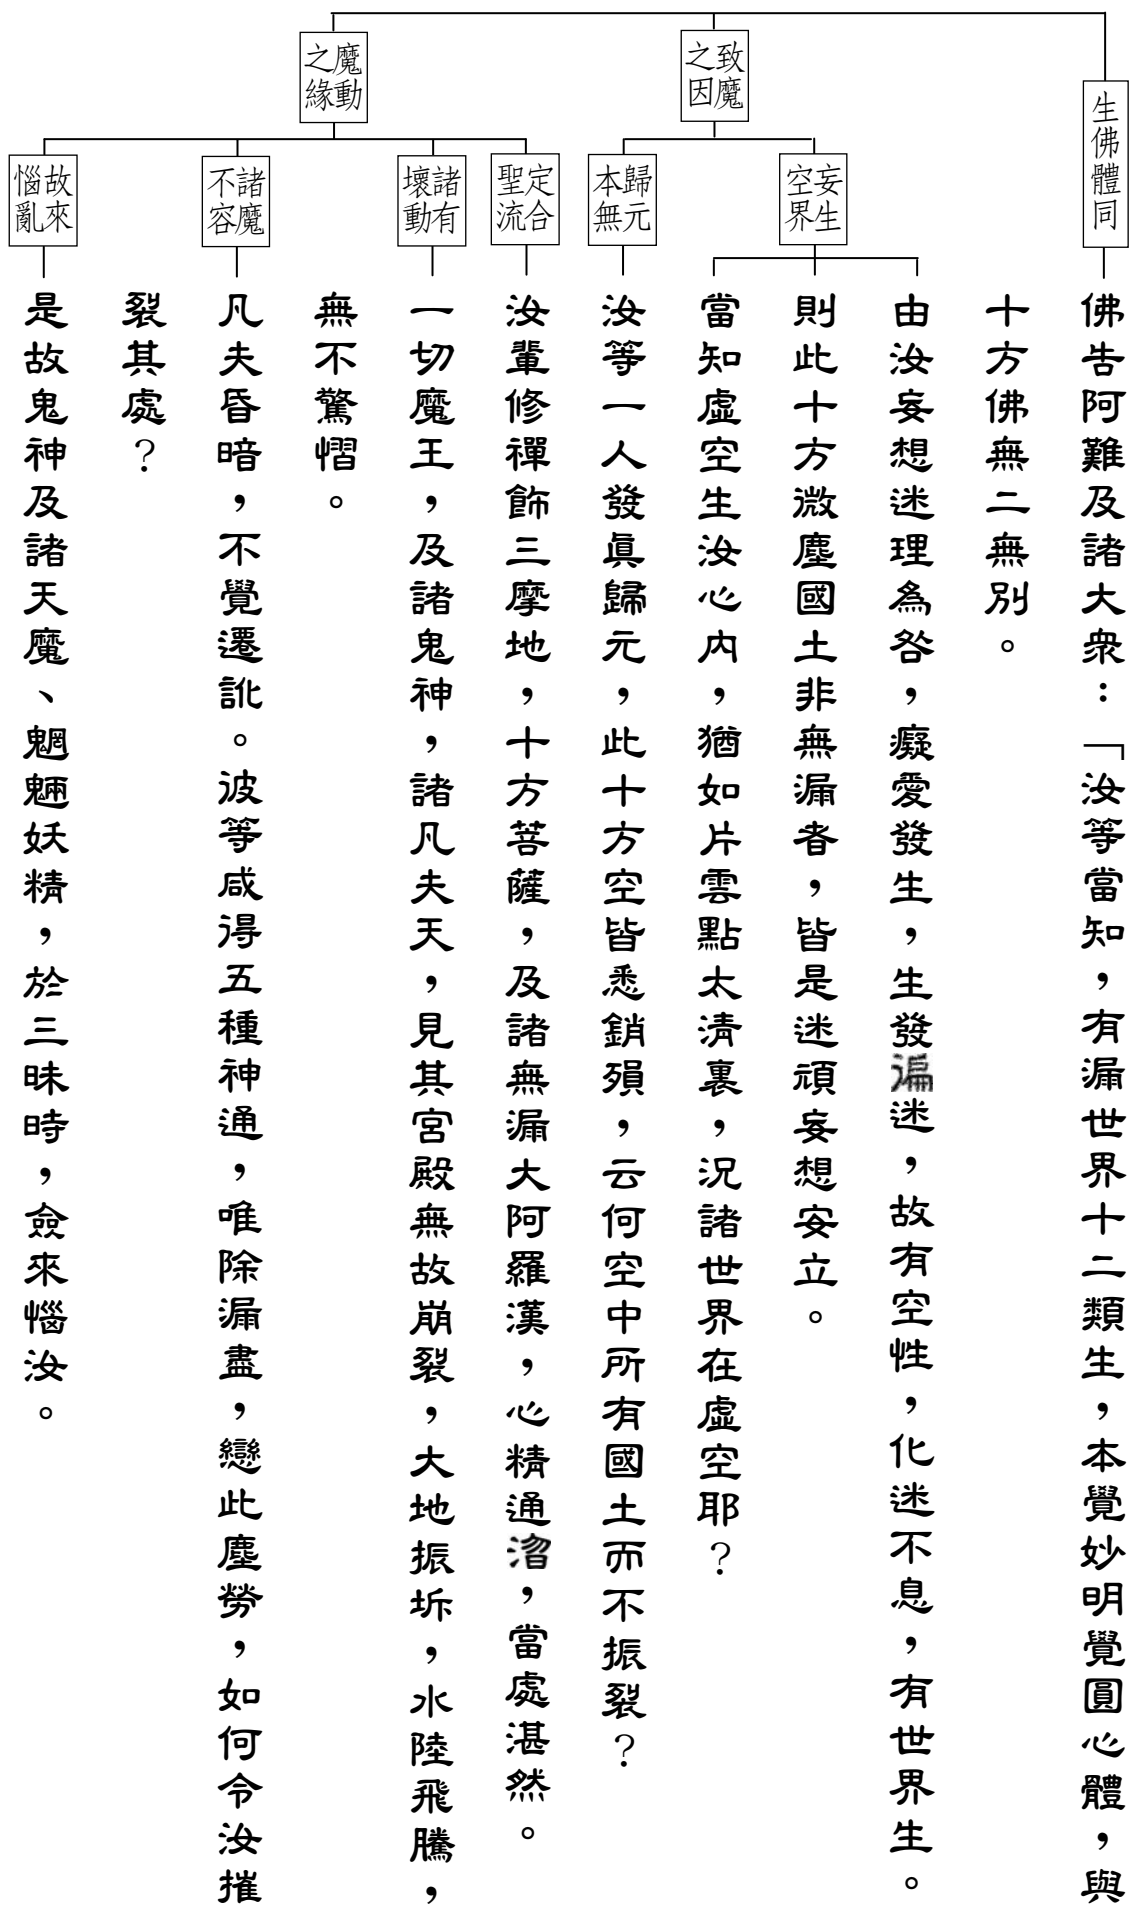 生佛體同
佛告阿難及諸大衆：「汝等當知，有漏世界十二類生，本覺妙明覺圓心體，與
十方佛無二無別。
致魔之因
妄生空界
由汝妄想迷理為咎，癡愛發生，生發遍迷，故有空性，化迷不息，有世界生。
則此十方微塵國土非無漏者，皆是迷頑妄想安立。
當知虛空生汝心內，猶如片雲點太清裏，況諸世界在虛空耶？
歸元本無
汝等一人發真歸元，此十方空皆悉銷殞，云何空中所有國土而不振裂？
魔動之緣
定合聖流
汝輩修禪飾三摩地，十方菩薩，及諸無漏大阿羅漢，心精通㳷，當處湛然。
諸有壞動
一切魔王，及諸鬼神，諸凡夫天，見其宮殿無故崩裂，大地振坼，水陸飛騰，
無不驚慴。
諸魔不容
凡夫昏暗，不覺遷訛。彼等咸得五種神通，唯除漏盡，戀此塵勞，如何令汝摧
裂其處？
故來惱亂
是故鬼神及諸天魔、魍魎妖精，於三昧時，僉來惱汝。